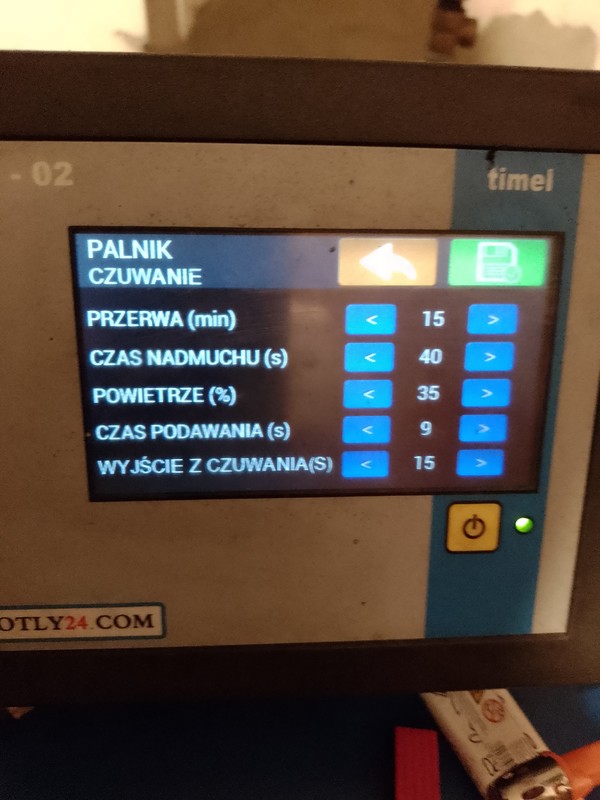 - 02
timel
PALNIK
CZUWANIE
PRZERWA (min) < 15 >
CZAS NADMUCHU (s) < 40 >
POWIETRZE (%) < 35 >
CZAS PODAWANIA (s) < 9 >
WYJŚCIE Z CZUWANIA(S) < 15 >
OTLY24.COM